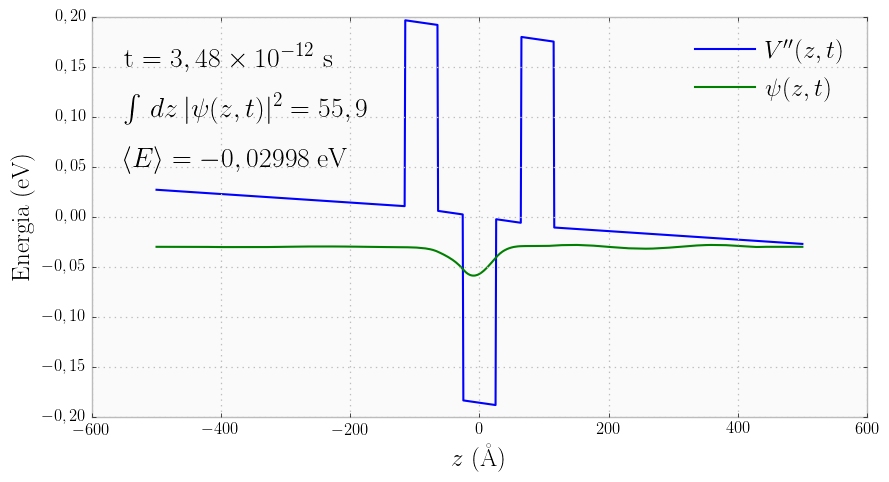 t = 3,48 × 10⁻¹² s
∫ dz |ψ(z,t)|² = 55,9
⟨E⟩ = −0,02998 eV
V″(z,t)
ψ(z,t)
Energia (eV)
0,20
0,15
0,10
0,05
0,00
−0,05
−0,10
−0,15
−0,20
−600 −400 −200 0 200 400 600
z (Å)